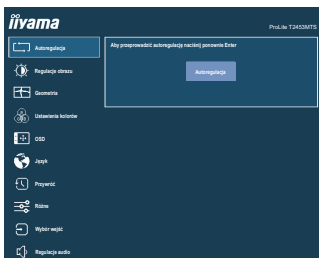 iiyama
ProLite T2453MTS
Autoregulacja
Aby przeprowadzić autoregulację naciśnij ponownie Enter
Autoregulacja
Regulacja obrazu
Geometria
Ustawienia kolorów
OSD
Język
Przywróć
Różne
Wybór wejść
Regulacja audio